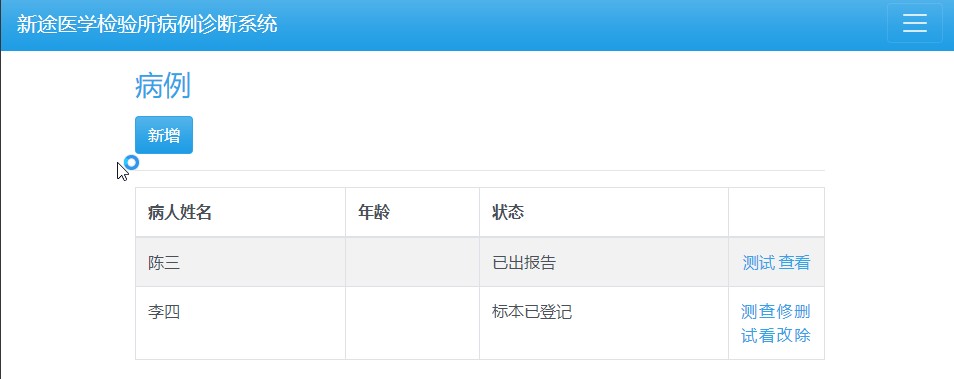 新途医学检验所病例诊断系统
病例
新增
病人姓名 年龄 状态
陈三 已出报告 测试 查看
李四 标本已登记 测试 查看 修改 删除